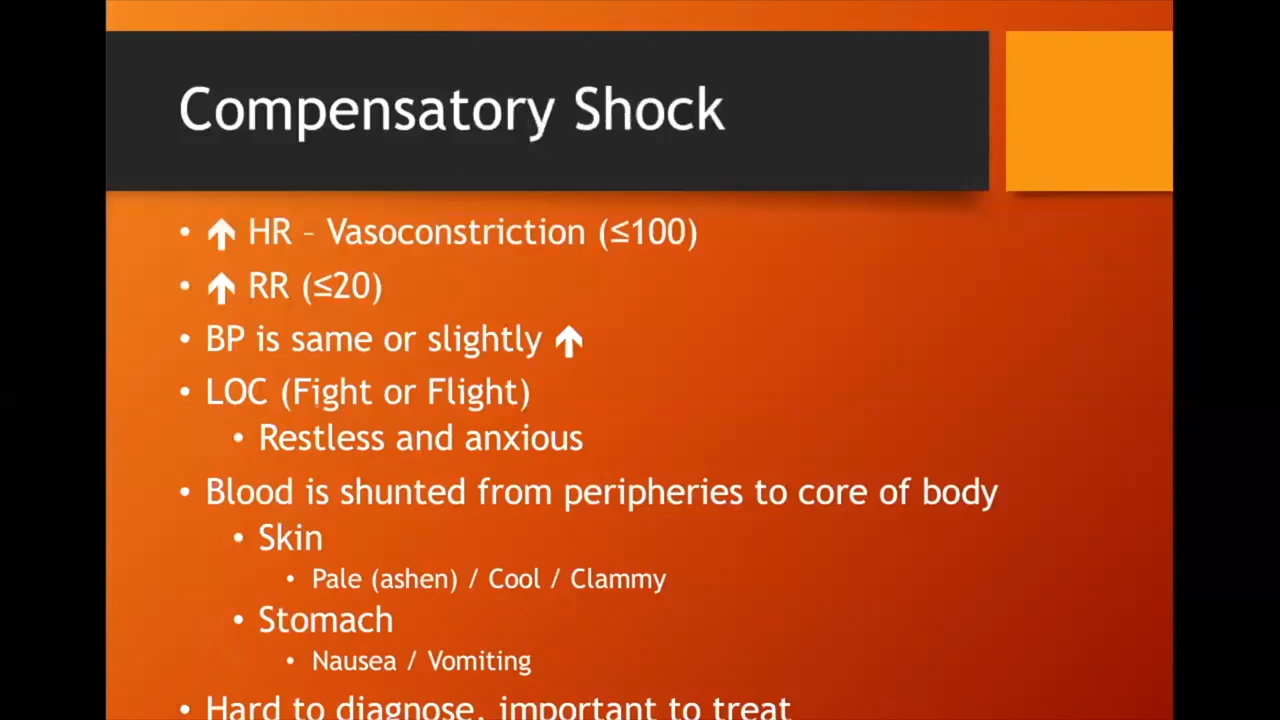 Compensatory Shock
• ↑ HR – Vasoconstriction (≤100)
• ↑ RR (≤20)
• BP is same or slightly ↑
• LOC (Fight or Flight)
• Restless and anxious
• Blood is shunted from peripheries to core of body
• Skin
• Pale (ashen) / Cool / Clammy
• Stomach
• Nausea / Vomiting
• Hard to diagnose, important to treat